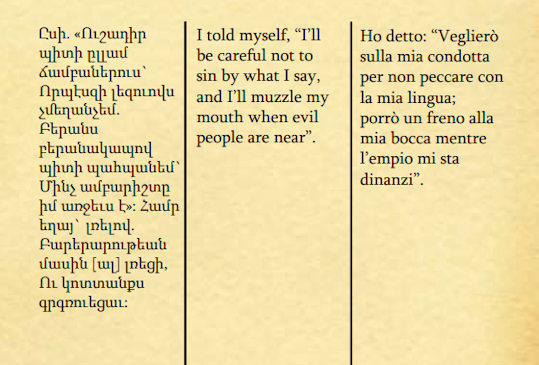 Ըսի. «Ուշադիր
պիտի ըլլամ
ճամբաներուս՝
Որպէսզի լեզուովս
չմեղանչեմ.
Բերանս
բերանակապով
պիտի պահպանեմ՝
Մինչ ամբարիշտը
իմ առջեւս է»։ Համր
եղայ՝ լռելով.
Բարերարութեան
մասին [ալ] լռեցի,
Ու կոտտանքս
գրգռուեցաւ։
I told myself, “I’ll
be careful not to
sin by what I say,
and I’ll muzzle my
mouth when evil
people are near”.
Ho detto: “Veglierò
sulla mia condotta
per non peccare con
la mia lingua;
porrò un freno alla
mia bocca mentre
l’empio mi sta
dinanzi”.